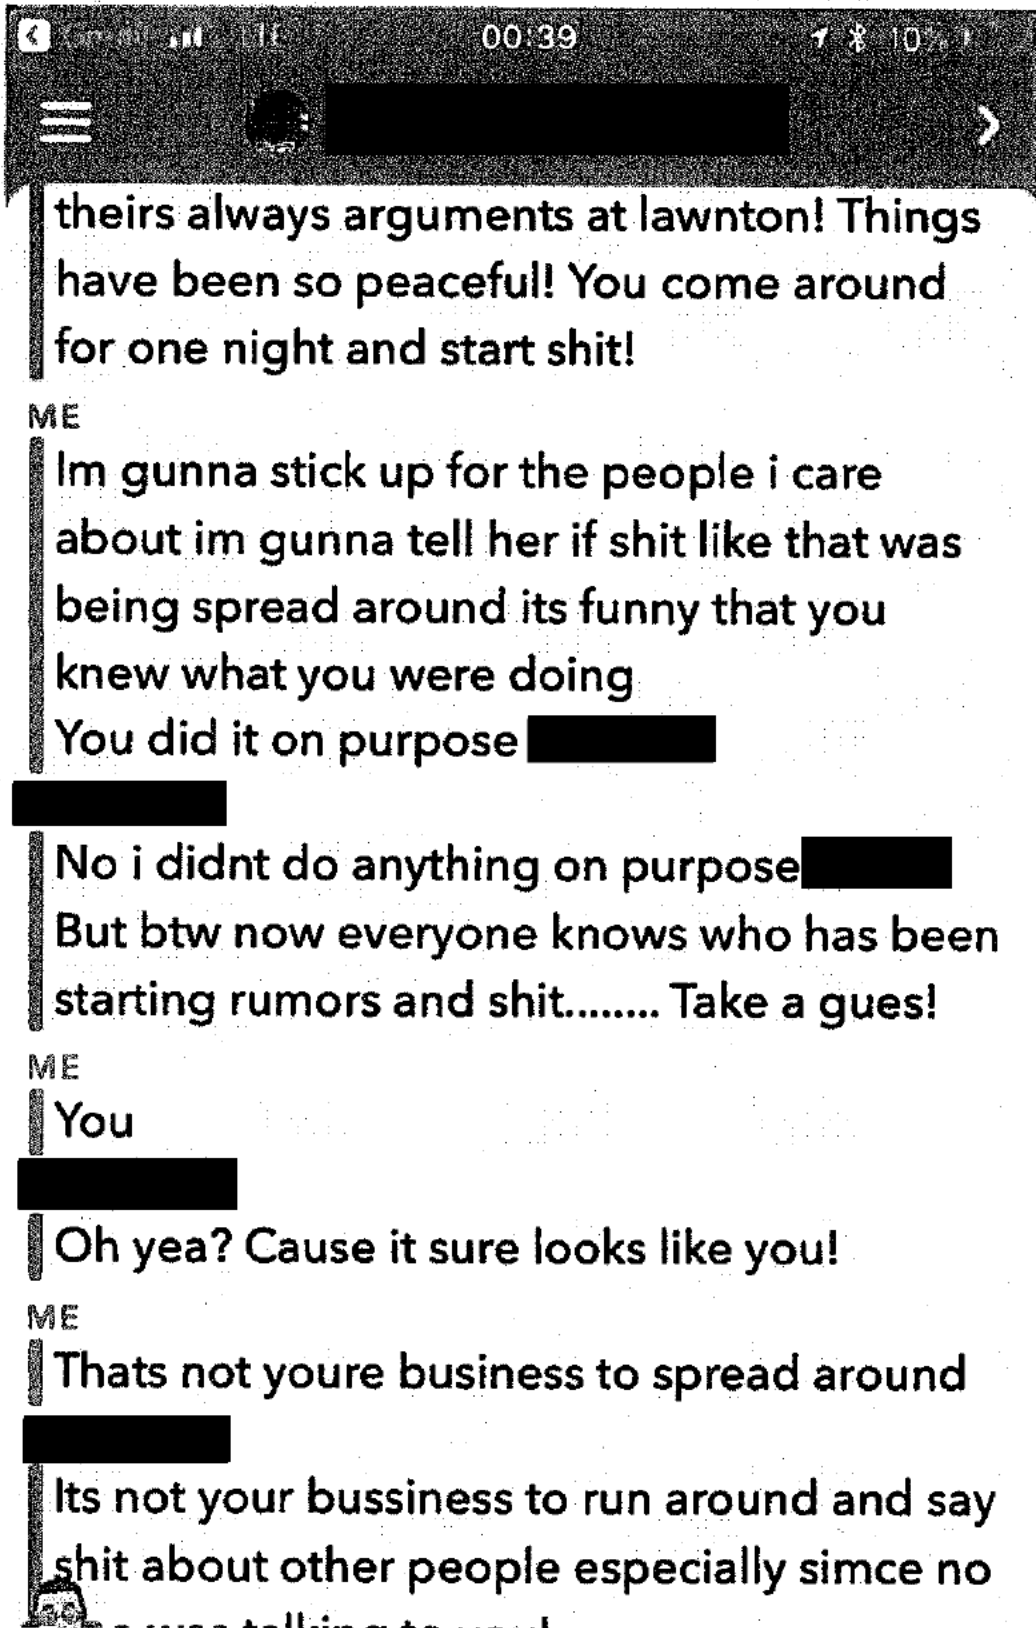 00:39
10%
theirs always arguments at lawnton! Things
have been so peaceful! You come around
for one night and start shit!
ME
Im gunna stick up for the people i care
about im gunna tell her if shit like that was
being spread around its funny that you
knew what you were doing
You did it on purpose
No i didnt do anything on purpose
But btw now everyone knows who has been
starting rumors and shit........ Take a gues!
ME
You
Oh yea? Cause it sure looks like you!
ME
Thats not youre business to spread around
Its not your bussiness to run around and say
shit about other people especially simce no
was talking to you!